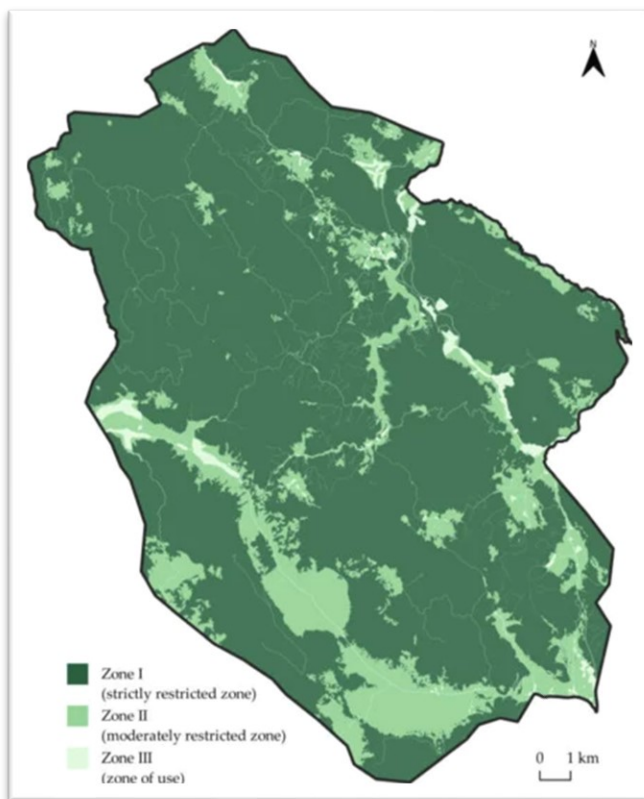 N
Zone I
(strictly restricted zone)
Zone II
(moderately restricted zone)
Zone III
(zone of use)
0 1 km